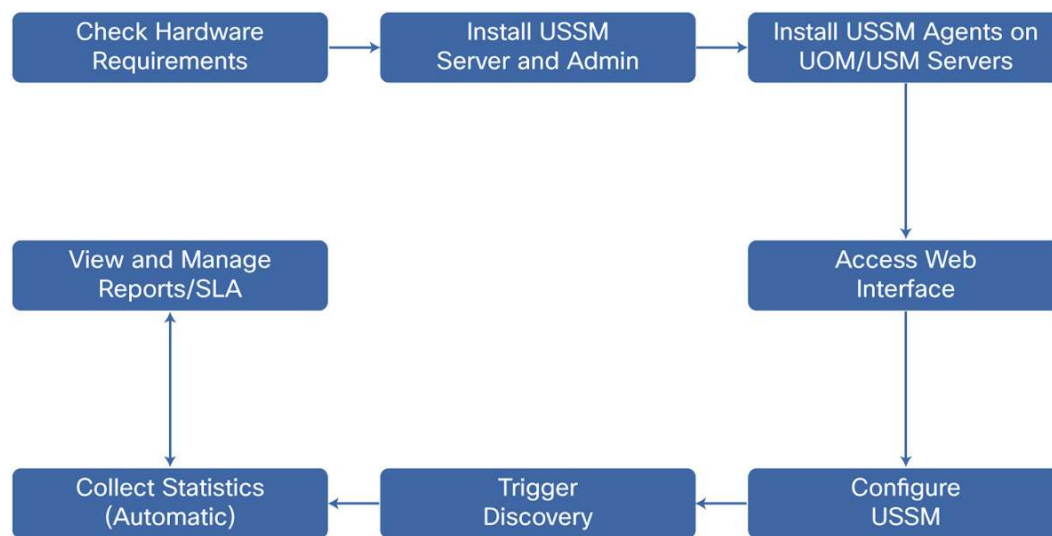 Check Hardware
Requirements
Install USSM
Server and Admin
Install USSM Agents on
UOM/USM Servers
View and Manage
Reports/SLA
Access Web
Interface
Collect Statistics
(Automatic)
Trigger
Discovery
Configure
USSM